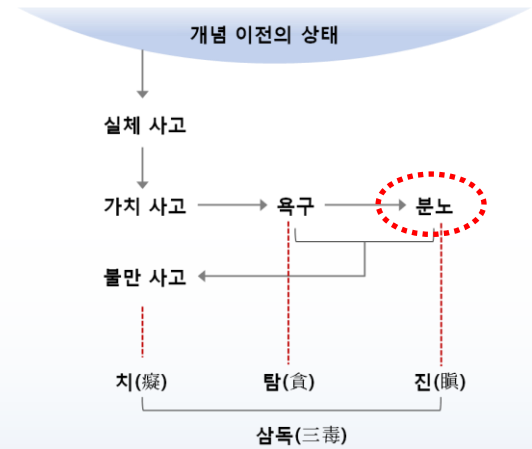 개념 이전의 상태
실체 사고
가치 사고 욕구 분노
불만 사고
치(癡) 탐(貪) 진(瞋)
삼독(三毒)